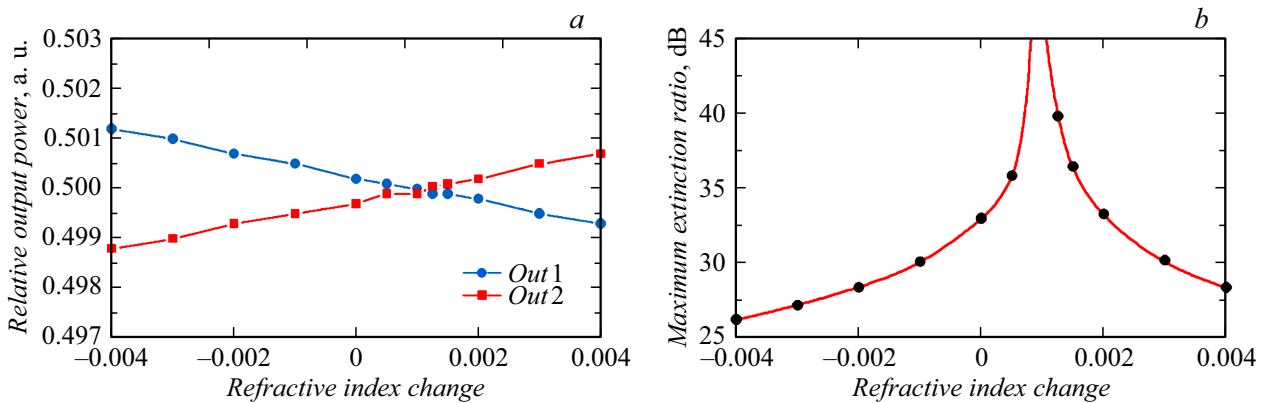 a
Relative output power, a. u.
0.503
0.502
0.501
0.500
0.499
0.498
0.497
Out 1
Out 2
–0.004 –0.002 0 0.002 0.004
Refractive index change
b
Maximum extinction ratio, dB
45
40
35
30
25
–0.004 –0.002 0 0.002 0.004
Refractive index change